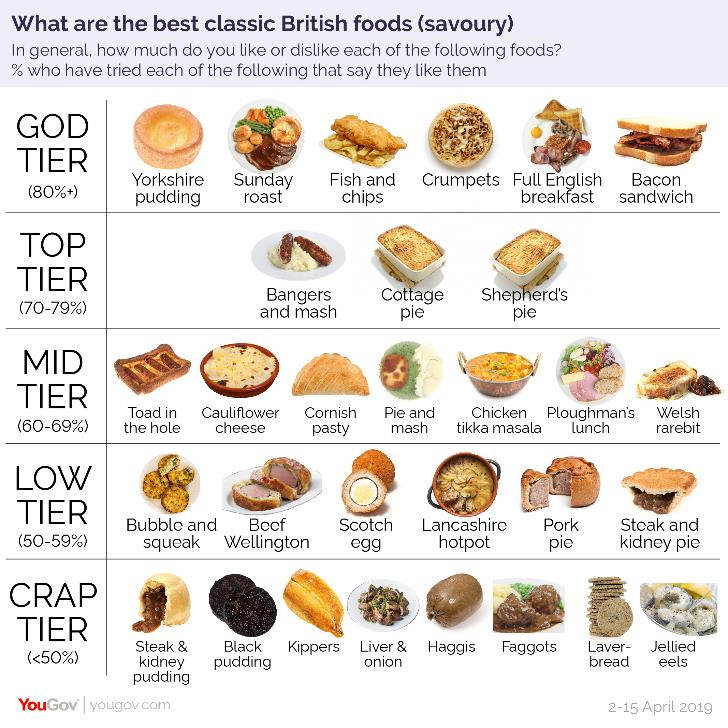 What are the best classic British foods (savoury)
In general, how much do you like or dislike each of the following foods?
% who have tried each of the following that say they like them
GOD
TIER
(80%+)
Yorkshire
pudding
Sunday
roast
Fish and
chips
Crumpets
Full English
breakfast
Bacon
sandwich
TOP
TIER
(70-79%)
Bangers
and mash
Cottage
pie
Shepherd's
pie
MID
TIER
(60-69%)
Toad in
the hole
Cauliflower
cheese
Cornish
pasty
Pie and
mash
Chicken
tikka masala
Ploughman's
lunch
Welsh
rarebit
LOW
TIER
(50-59%)
Bubble and
squeak
Beef
Wellington
Scotch
egg
Lancashire
hotpot
Pork
pie
Steak and
kidney pie
CRAP
TIER
(<50%)
Steak &
kidney
pudding
Black
pudding
Kippers
Liver &
onion
Haggis
Faggots
Laver-
bread
Jellied
eels
YouGov | yougov.com
2-15 April 2019